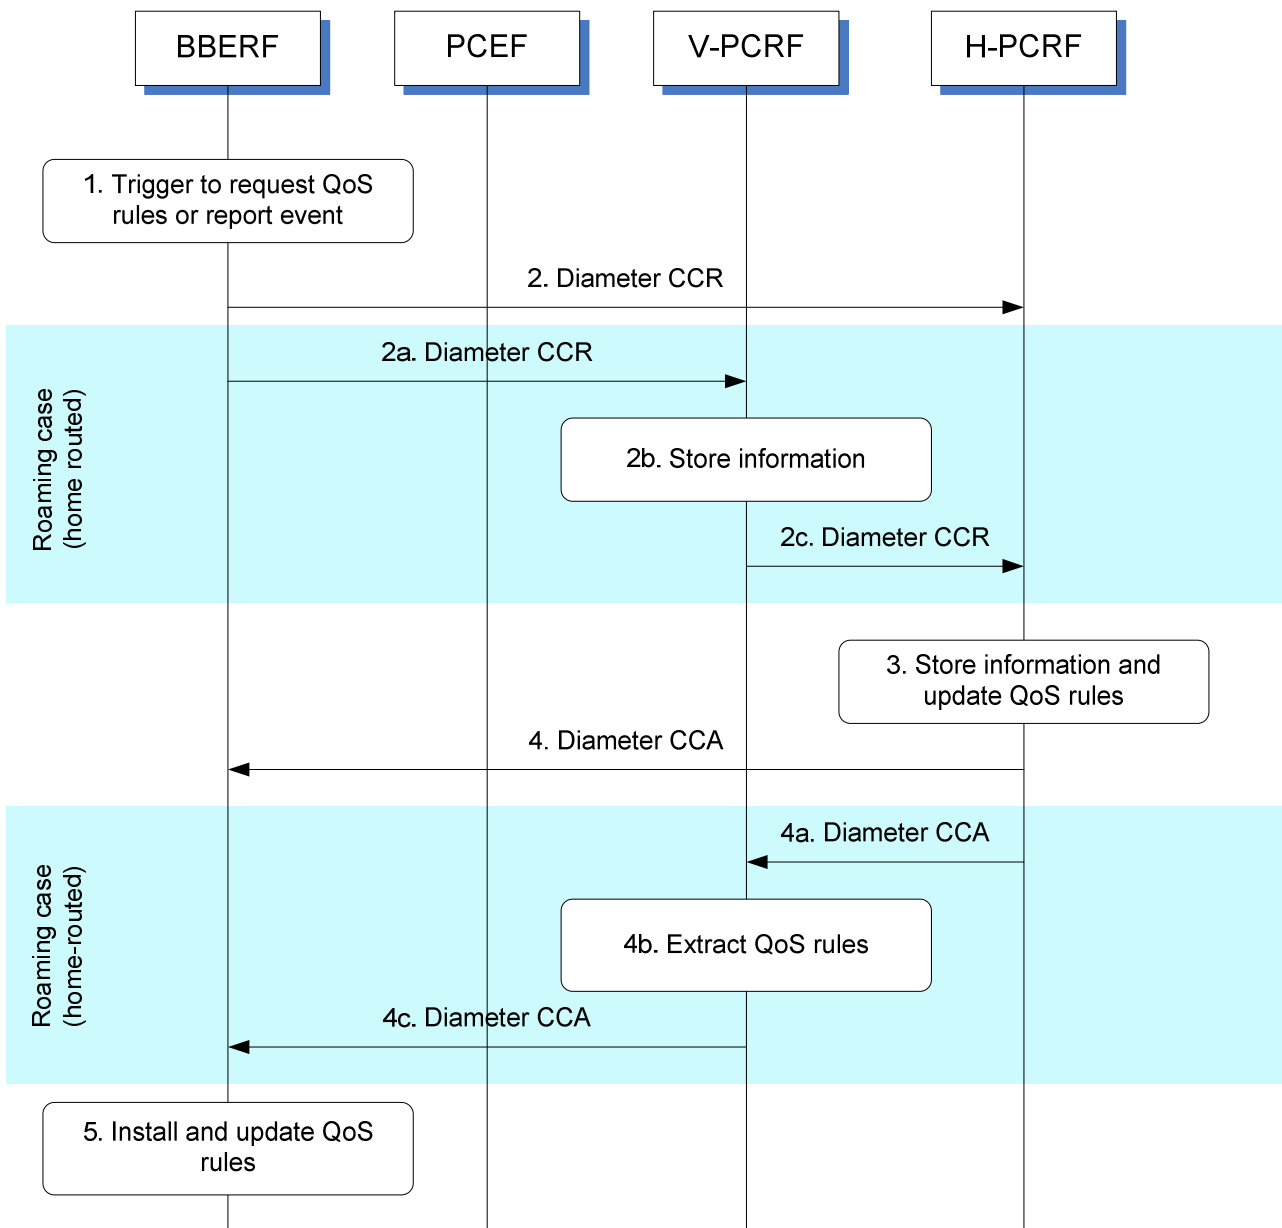 BBERF
PCEF
V-PCRF
H-PCRF
1. Trigger to request QoS
rules or report event
2. Diameter CCR
2a. Diameter CCR
Roaming case
(home routed)
2b. Store information
2c. Diameter CCR
3. Store information and
update QoS rules
4. Diameter CCA
4a. Diameter CCA
Roaming case
(home-routed)
4b. Extract QoS rules
4c. Diameter CCA
5. Install and update QoS
rules